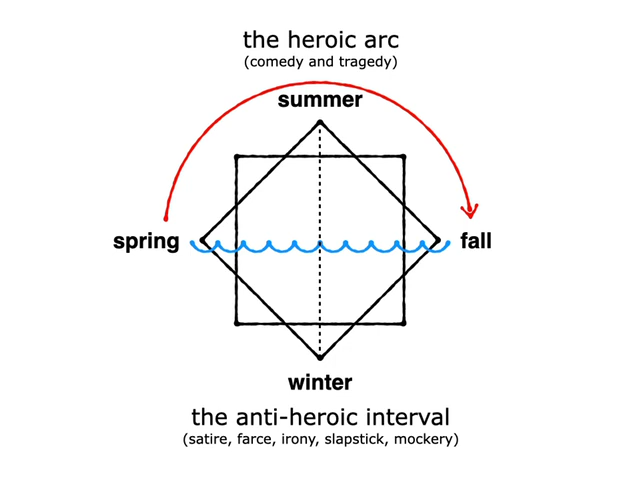 the heroic arc
(comedy and tragedy)
summer
spring
fall
winter
the anti-heroic interval
(satire, farce, irony, slapstick, mockery)